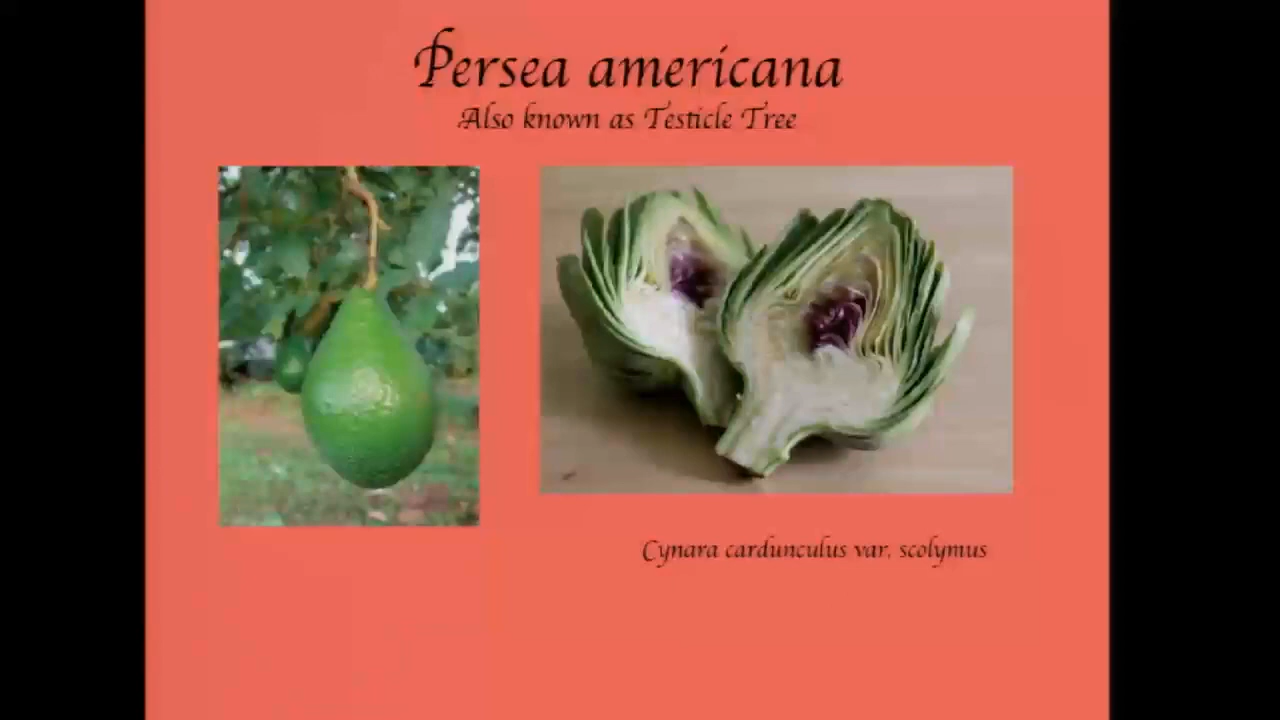 Persea americana
Also known as Testicle Tree
Cynara cardunculus var. scolymus